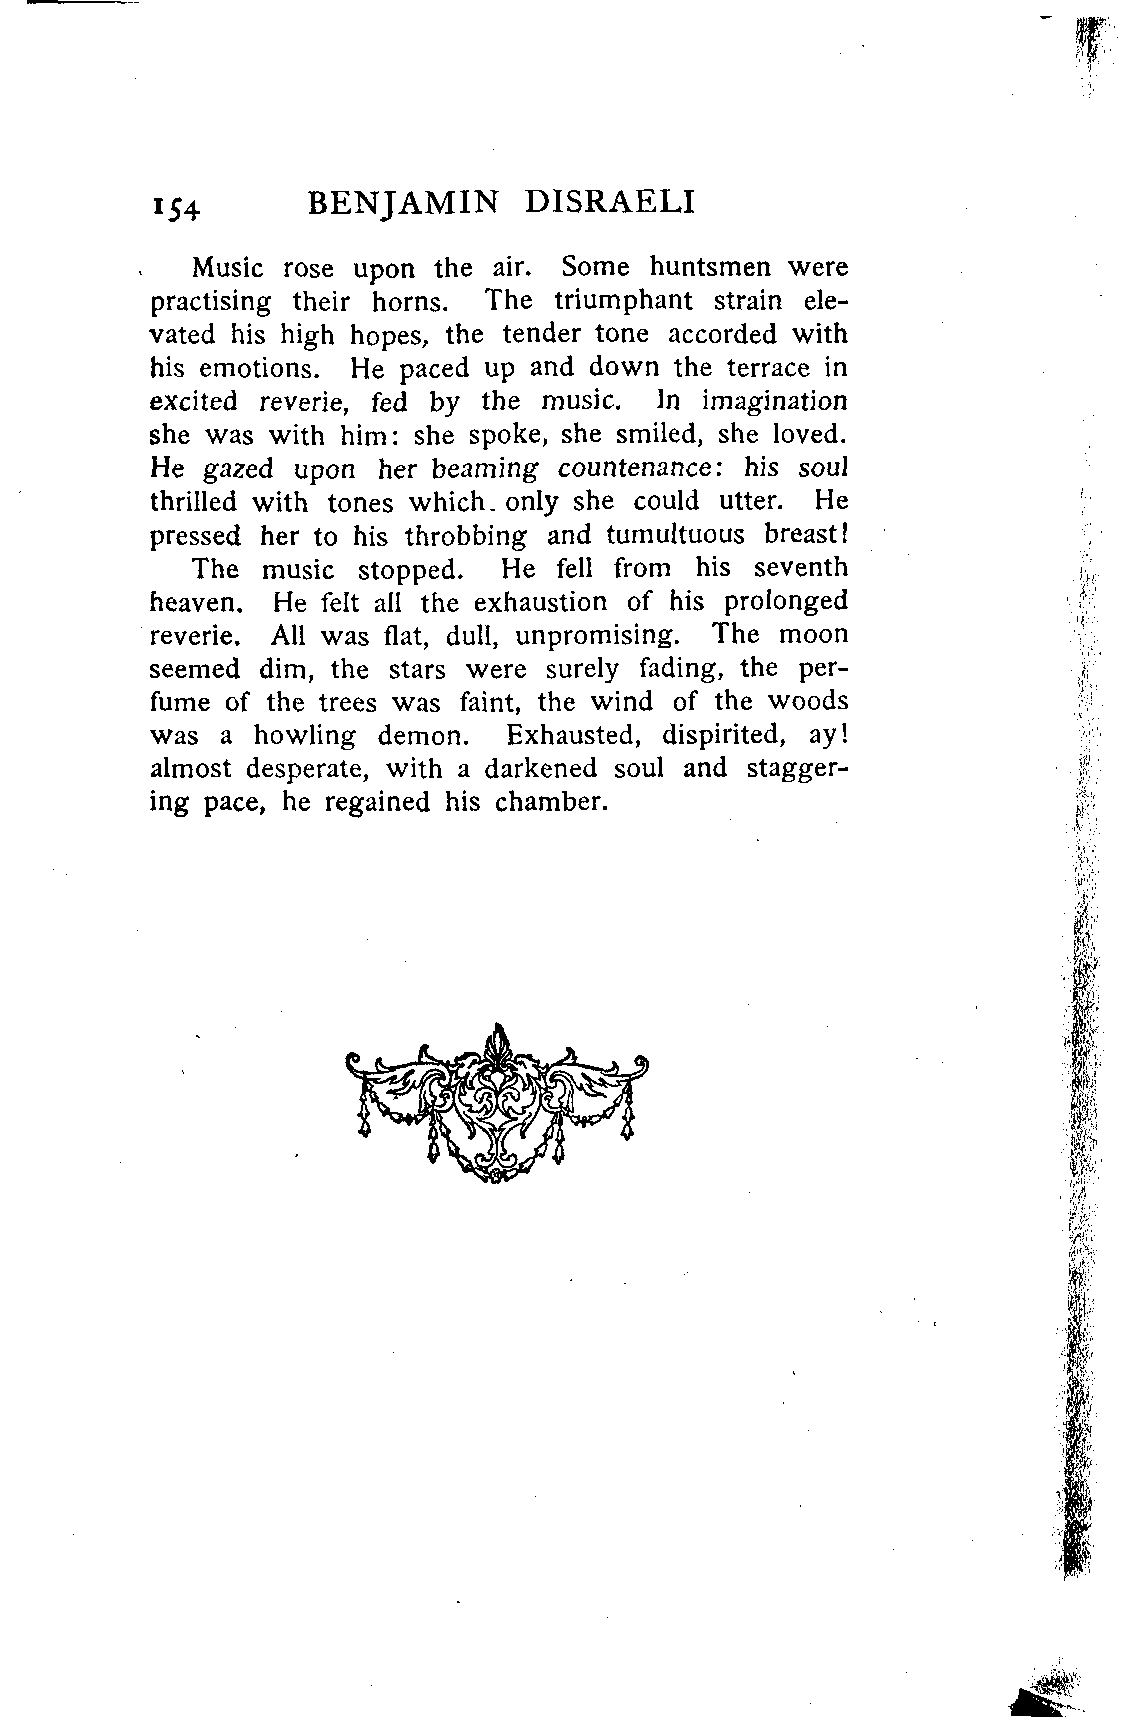 154 BENJAMIN DISRAELI
Music rose upon the air. Some huntsmen were
practising their horns. The triumphant strain ele-
vated his high hopes, the tender tone accorded with
his emotions. He paced up and down the terrace in
excited reverie, fed by the music. In imagination
she was with him: she spoke, she smiled, she loved.
He gazed upon her beaming countenance: his soul
thrilled with tones which only she could utter. He
pressed her to his throbbing and tumultuous breast!
The music stopped. He fell from his seventh
heaven. He felt all the exhaustion of his prolonged
reverie. All was flat, dull, unpromising. The moon
seemed dim, the stars were surely fading, the per-
fume of the trees was faint, the wind of the woods
was a howling demon. Exhausted, dispirited, ay!
almost desperate, with a darkened soul and stagger-
ing pace, he regained his chamber.